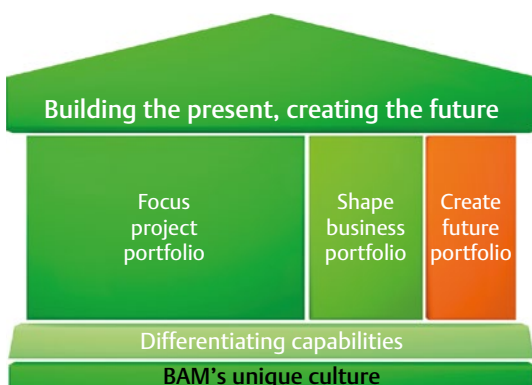 Building the present, creating the future
Focus
project
portfolio
Shape
business
portfolio
Create
future
portfolio
Differentiating capabilities
BAM's unique culture